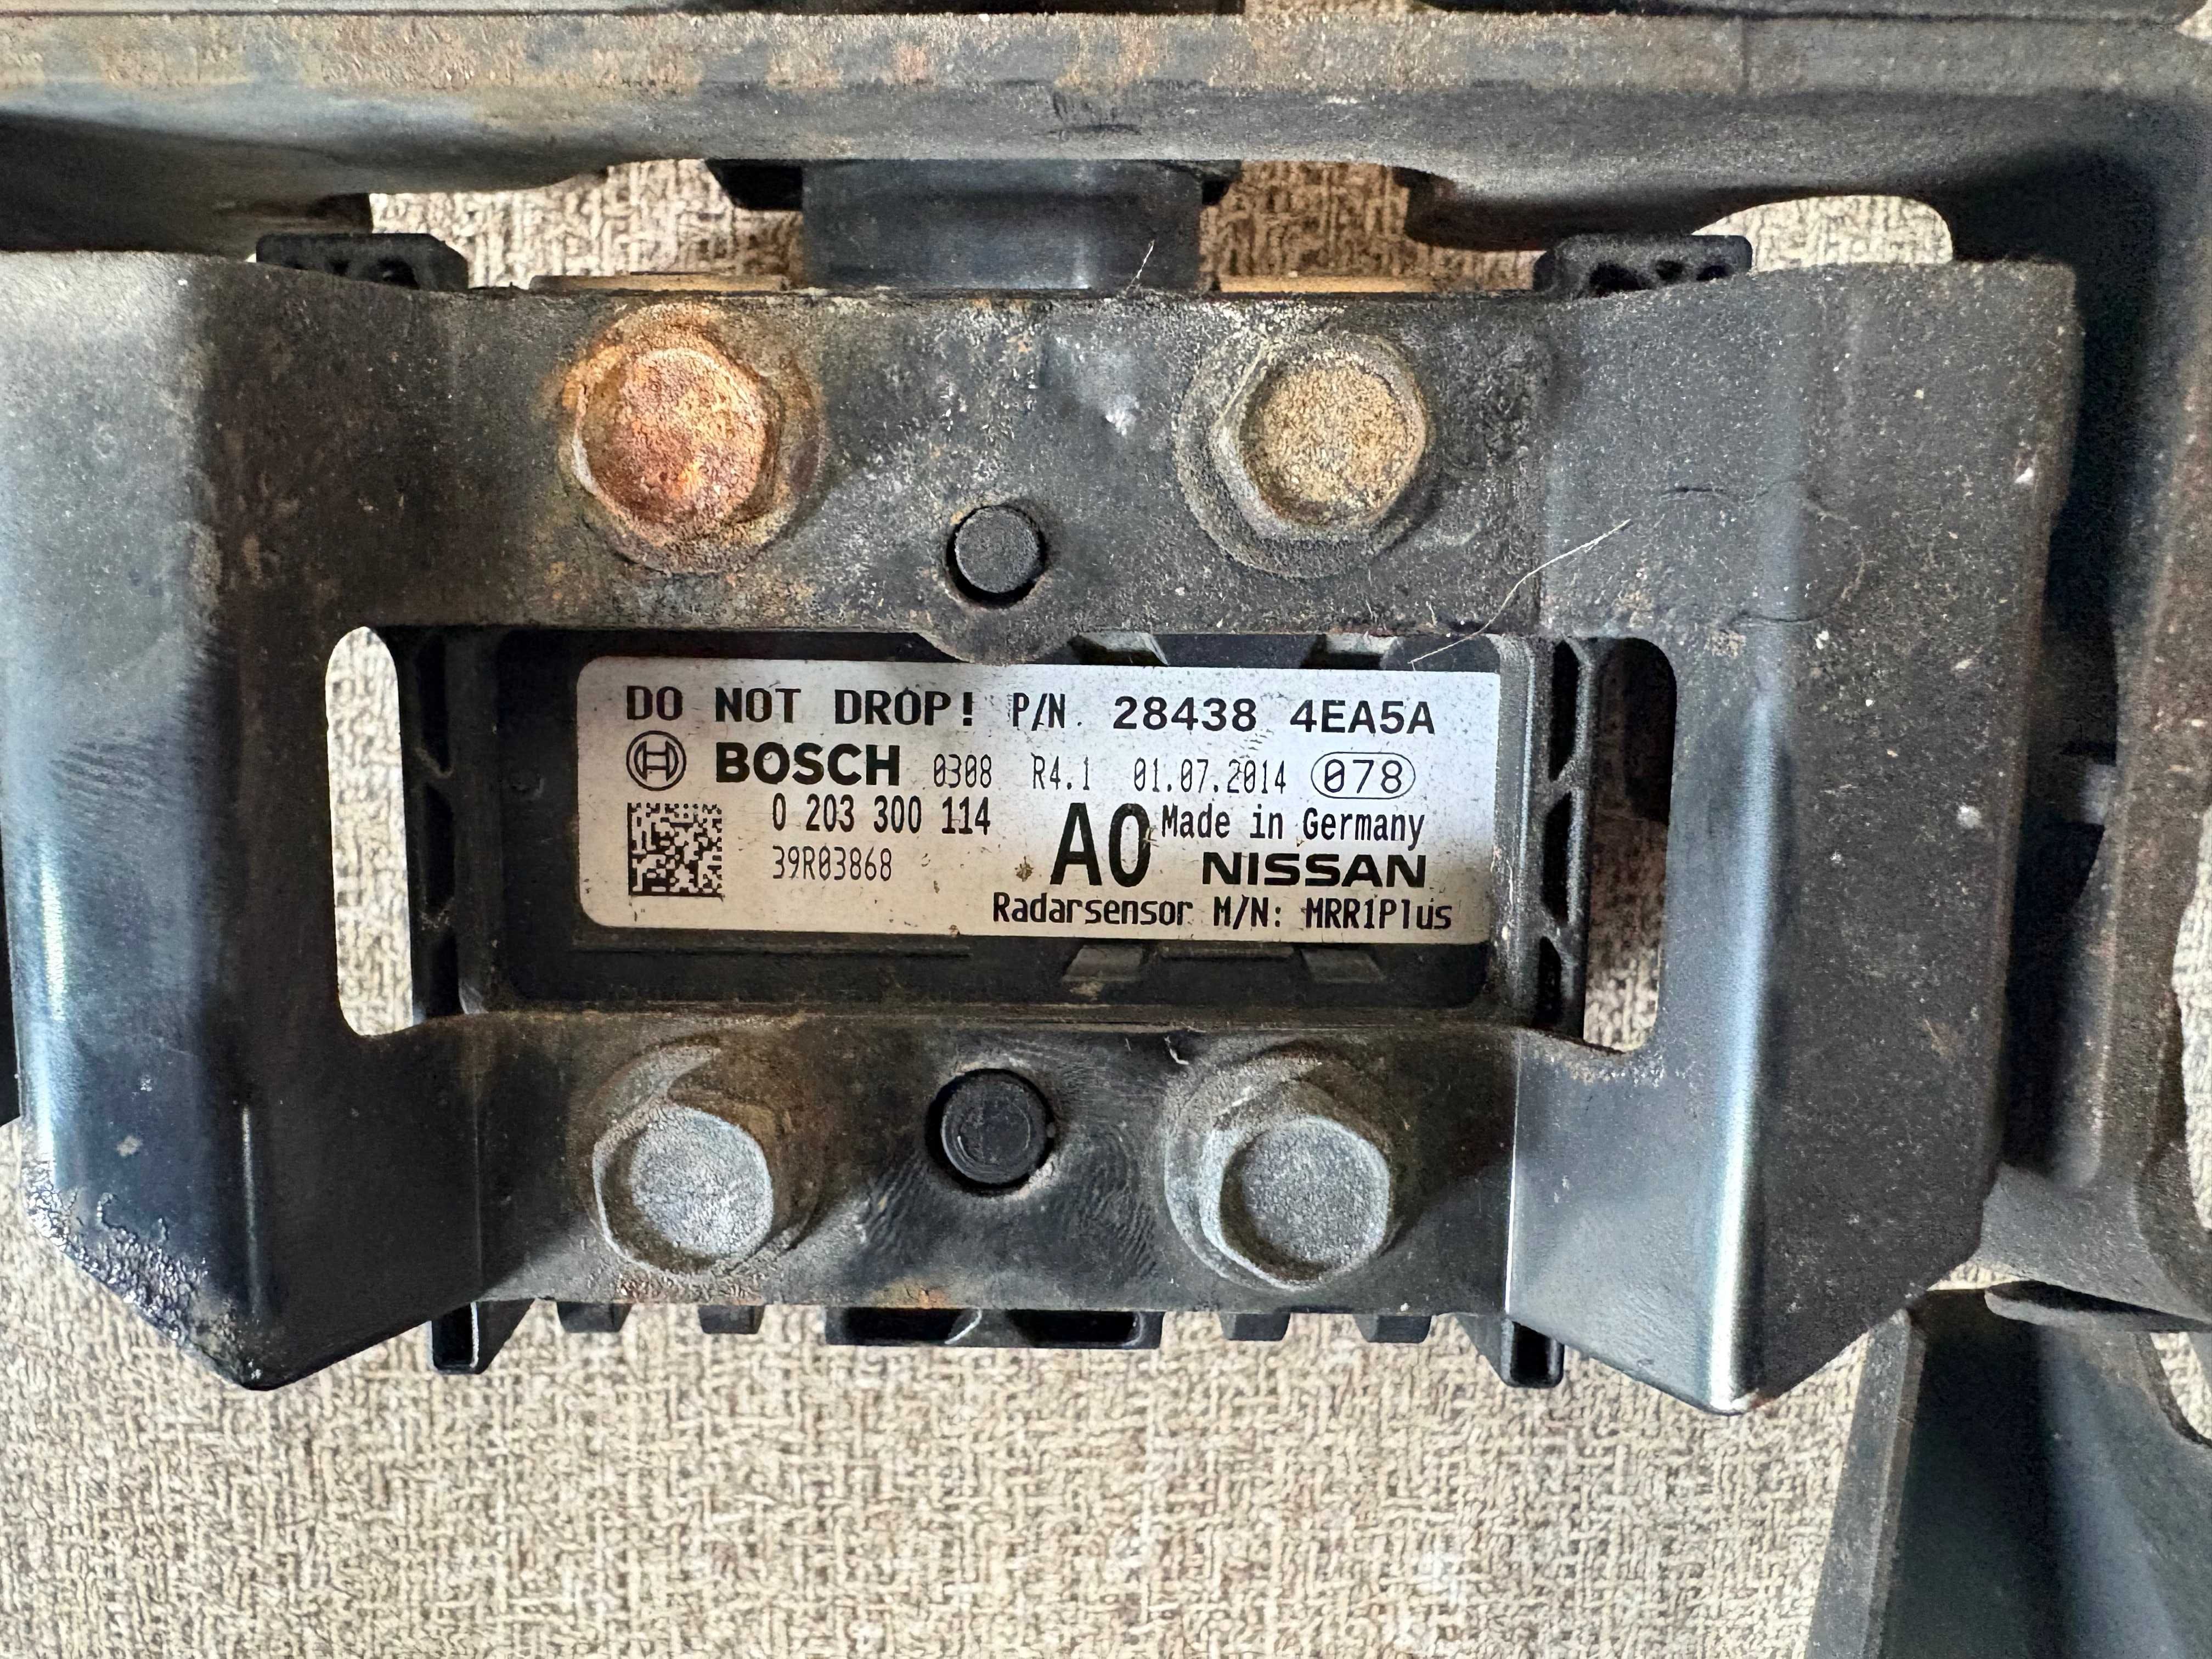 DO NOT DROP! P/N. 28438 4EA5A
BOSCH 0308 R4.1 01.07.2014 078
0 203 300 114 A0 Made in Germany
39R03868 NISSAN
Radarsensor M/N: MRR1Plus